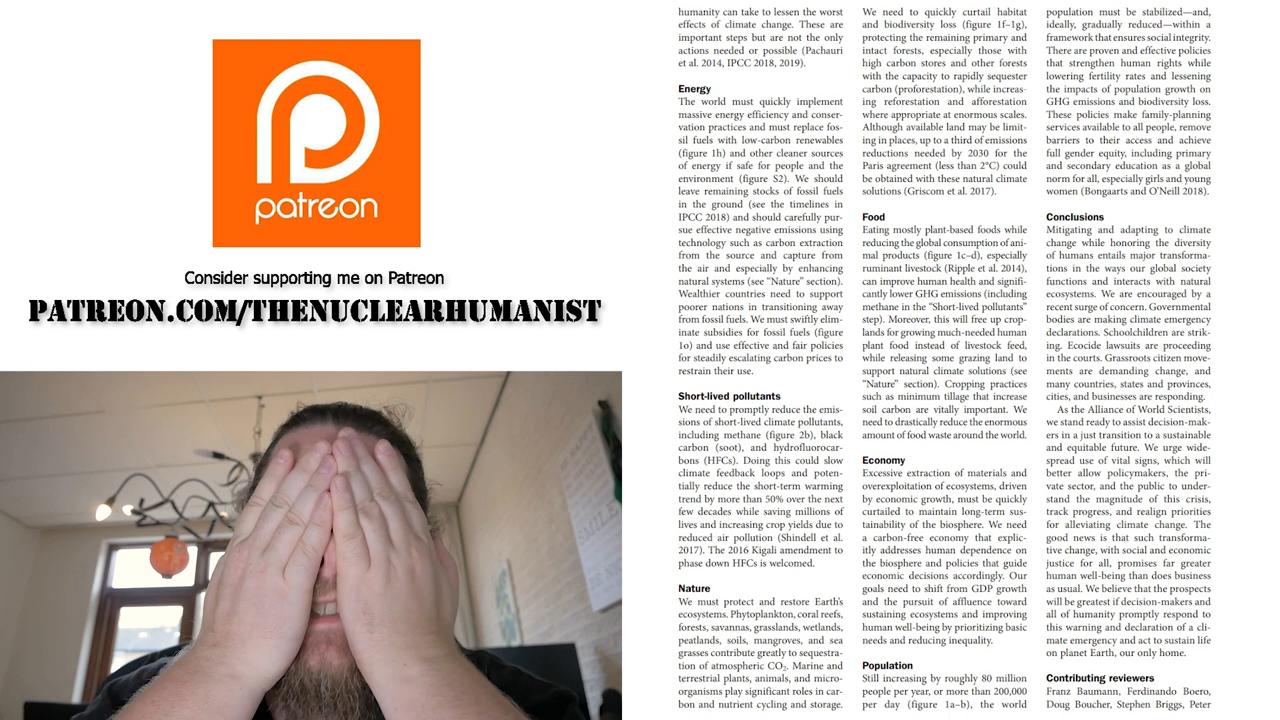 patreon
Consider supporting me on Patreon
PATREON.COM/THENUCLEARHUMANIST
humanity can take to lessen the worst
effects of climate change. These are
important steps but are not the only
actions needed or possible (Pachauri
et al. 2014, IPCC 2018, 2019).
Energy
The world must quickly implement
massive energy efficiency and conser-
vation practices and must replace fos-
sil fuels with low-carbon renewables
(figure 1h) and other cleaner sources
of energy if safe for people and the
environment (figure S2). We should
leave remaining stocks of fossil fuels
in the ground (see the timelines in
IPCC 2018) and should carefully pur-
sue effective negative emissions using
technology such as carbon extraction
from the source and capture from
the air and especially by enhancing
natural systems (see “Nature” section).
Wealthier countries need to support
poorer nations in transitioning away
from fossil fuels. We must swiftly elim-
inate subsidies for fossil fuels (figure
1o) and use effective and fair policies
for steadily escalating carbon prices to
restrain their use.
Short-lived pollutants
We need to promptly reduce the emis-
sions of short-lived climate pollutants,
including methane (figure 2b), black
carbon (soot), and hydrofluorocar-
bons (HFCs). Doing this could slow
climate feedback loops and poten-
tially reduce the short-term warming
trend by more than 50% over the next
few decades while saving millions of
lives and increasing crop yields due to
reduced air pollution (Shindell et al.
2017). The 2016 Kigali amendment to
phase down HFCs is welcomed.
Nature
We must protect and restore Earth’s
ecosystems. Phytoplankton, coral reefs,
forests, savannas, grasslands, wetlands,
peatlands, soils, mangroves, and sea
grasses contribute greatly to sequestra-
tion of atmospheric CO₂. Marine and
terrestrial plants, animals, and micro-
organisms play significant roles in car-
bon and nutrient cycling and storage.
We need to quickly curtail habitat
and biodiversity loss (figure 1f–1g),
protecting the remaining primary and
intact forests, especially those with
high carbon stores and other forests
with the capacity to rapidly sequester
carbon (proforestation), while increas-
ing reforestation and afforestation
where appropriate at enormous scales.
Although available land may be limit-
ing in places, up to a third of emissions
reductions needed by 2030 for the
Paris agreement (less than 2°C) could
be obtained with these natural climate
solutions (Griscom et al. 2017).
Food
Eating mostly plant-based foods while
reducing the global consumption of ani-
mal products (figure 1c–d), especially
ruminant livestock (Ripple et al. 2014),
can improve human health and signifi-
cantly lower GHG emissions (including
methane in the “Short-lived pollutants”
step). Moreover, this will free up crop-
lands for growing much-needed human
plant food instead of livestock feed,
while releasing some grazing land to
support natural climate solutions (see
“Nature” section). Cropping practices
such as minimum tillage that increase
soil carbon are vitally important. We
need to drastically reduce the enormous
amount of food waste around the world.
Economy
Excessive extraction of materials and
overexploitation of ecosystems, driven
by economic growth, must be quickly
curtailed to maintain long-term sus-
tainability of the biosphere. We need
a carbon-free economy that explic-
itly addresses human dependence on
the biosphere and policies that guide
economic decisions accordingly. Our
goals need to shift from GDP growth
and the pursuit of affluence toward
sustaining ecosystems and improving
human well-being by prioritizing basic
needs and reducing inequality.
Population
Still increasing by roughly 80 million
people per year, or more than 200,000
per day (figure 1a–b), the world
population must be stabilized—and,
ideally, gradually reduced—within a
framework that ensures social integrity.
There are proven and effective policies
that strengthen human rights while
lowering fertility rates and lessening
the impacts of population growth on
GHG emissions and biodiversity loss.
These policies make family-planning
services available to all people, remove
barriers to their access and achieve
full gender equity, including primary
and secondary education as a global
norm for all, especially girls and young
women (Bongaarts and O’Neill 2018).
Conclusions
Mitigating and adapting to climate
change while honoring the diversity
of humans entails major transforma-
tions in the ways our global society
functions and interacts with natural
ecosystems. We are encouraged by a
recent surge of concern. Governmental
bodies are making climate emergency
declarations. Schoolchildren are strik-
ing. Ecocide lawsuits are proceeding
in the courts. Grassroots citizen move-
ments are demanding change, and
many countries, states and provinces,
cities, and businesses are responding.
As the Alliance of World Scientists,
we stand ready to assist decision-mak-
ers in a just transition to a sustainable
and equitable future. We urge wide-
spread use of vital signs, which will
better allow policymakers, the pri-
vate sector, and the public to under-
stand the magnitude of this crisis,
track progress, and realign priorities
for alleviating climate change. The
good news is that such transforma-
tive change, with social and economic
justice for all, promises far greater
human well-being than does business
as usual. We believe that the prospects
will be greatest if decision-makers and
all of humanity promptly respond to
this warning and declaration of a cli-
mate emergency and act to sustain life
on planet Earth, our only home.
Contributing reviewers
Franz Baumann, Ferdinando Boero,
Doug Boucher, Stephen Briggs, Peter